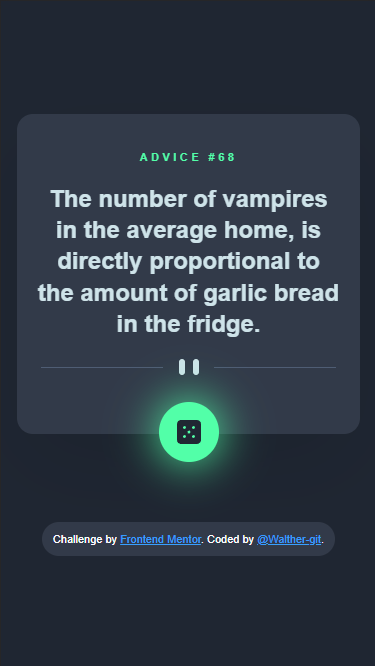 ADVICE #68
The number of vampires
in the average home, is
directly proportional to
the amount of garlic bread
in the fridge.
Challenge by Frontend Mentor. Coded by @Walther-git.